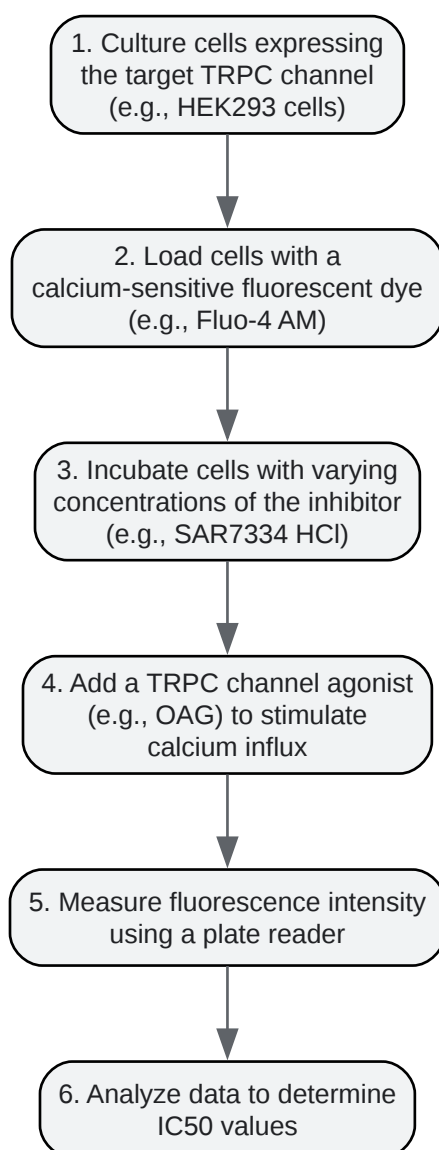 1. Culture cells expressing
the target TRPC channel
(e.g., HEK293 cells)
2. Load cells with a
calcium-sensitive fluorescent dye
(e.g., Fluo-4 AM)
3. Incubate cells with varying
concentrations of the inhibitor
(e.g., SAR7334 HCl)
4. Add a TRPC channel agonist
(e.g., OAG) to stimulate
calcium influx
5. Measure fluorescence intensity
using a plate reader
6. Analyze data to determine
IC50 values